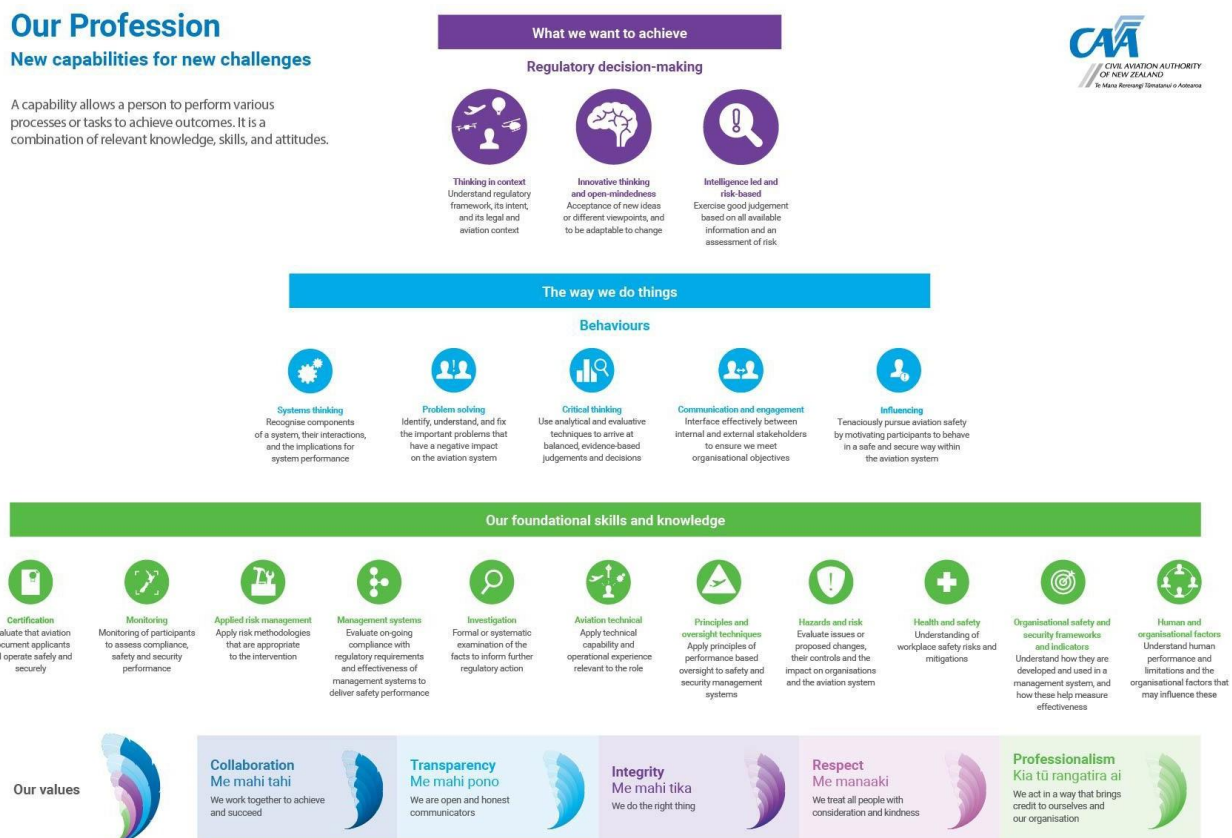 Our Profession
New capabilities for new challenges
A capability allows a person to perform various
processes or tasks to achieve outcomes. It is a
combination of relevant knowledge, skills, and attitudes.
What we want to achieve
Regulatory decision-making
CAA
CIVIL AVIATION AUTHORITY
OF NEW ZEALAND
Te Mana Rererangi Tūmatanui o Aotearoa
Thinking in context
Understand regulatory
framework, its intent,
and its legal and
aviation context
Innovative thinking
and open-mindedness
Acceptance of new ideas
or different viewpoints, and
to be adaptable to change
Intelligence led and
risk-based
Exercise good judgement
based on all available
information and an
assessment of risk
The way we do things
Behaviours
Systems thinking
Recognise components
of a system, their interactions,
and the implications for
system performance
Problem solving
Identify, understand, and fix
the important problems that
have a negative impact
on the aviation system
Critical thinking
Use analytical and evaluative
techniques to arrive at
balanced, evidence-based
judgements and decisions
Communication and engagement
Interface effectively between
internal and external stakeholders
to ensure we meet
organisational objectives
Influencing
Tenaciously pursue aviation safety
by motivating participants to behave
in a safe and secure way within
the aviation system
Our foundational skills and knowledge
Certification
aluate that aviation
ocument applicants
operate safely and
securely
Monitoring
Monitoring of participants
to assess compliance,
safety and security
performance
Applied risk management
Apply risk methodologies
that are appropriate
to the intervention
Management systems
Evaluate on-going
compliance with
regulatory requirements
and effectiveness of
management systems to
deliver safety performance
Investigation
Formal or systematic
examination of the
facts to inform further
regulatory action
Aviation technical
Apply technical
capability and
operational experience
relevant to the role
Principles and
oversight techniques
Apply principles of
performance based
oversight to safety and
security management
systems
Hazards and risk
Evaluate issues or
proposed changes,
their controls and the
impact on organisations
and the aviation system
Health and safety
Understanding of
workplace safety risks and
mitigations
Organisational safety and
security frameworks
and indicators
Understand how they are
developed and used in a
management system, and
how these help measure
effectiveness
Human and
organisational factors
Understand human
performance and
limitations and the
organisational factors that
may influence these
Our values
Collaboration
Me mahi tahi
We work together to achieve
and succeed
Transparency
Me mahi pono
We are open and honest
communicators
Integrity
Me mahi tika
We do the right thing
Respect
Me manaaki
We treat all people with
consideration and kindness
Professionalism
Kia tū rangatira ai
We act in a way that brings
credit to ourselves and
our organisation